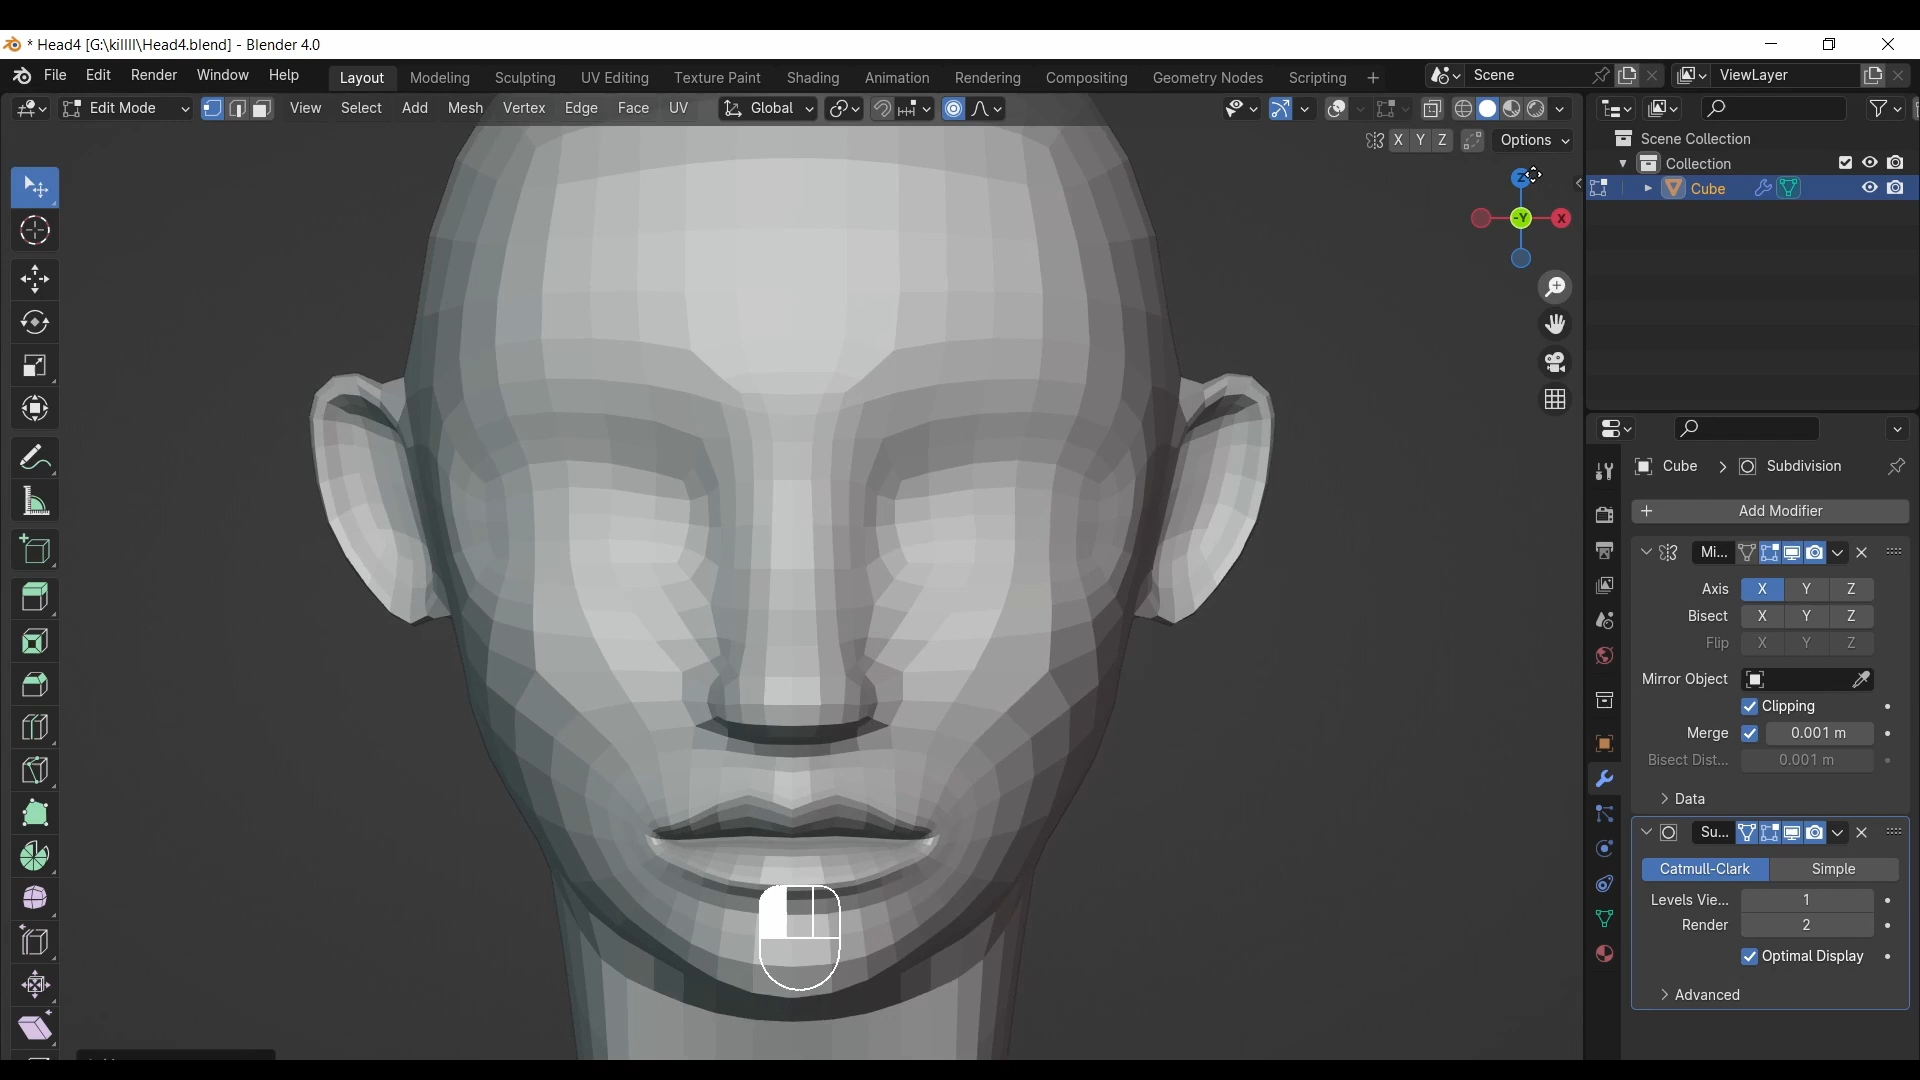 * Head4 [G:\killll\Head4.blend] - Blender 4.0
File Edit Render Window Help Layout Modeling Sculpting UV Editing Texture Paint Shading Animation Rendering Compositing Geometry Nodes Scripting + Scene ViewLayer
Edit Mode View Select Add Mesh Vertex Edge Face UV Global
X Y Z Options
Scene Collection
Collection
Cube
Z
-Y X
Cube > Subdivision
+ Add Modifier
Mi...
Axis X Y Z
Bisect X Y Z
Flip X Y Z
Mirror Object
Clipping
Merge 0.001 m
Bisect Dist... 0.001 m
> Data
Su...
Catmull-Clark Simple
Levels Vie... 1
Render 2
Optimal Display
> Advanced